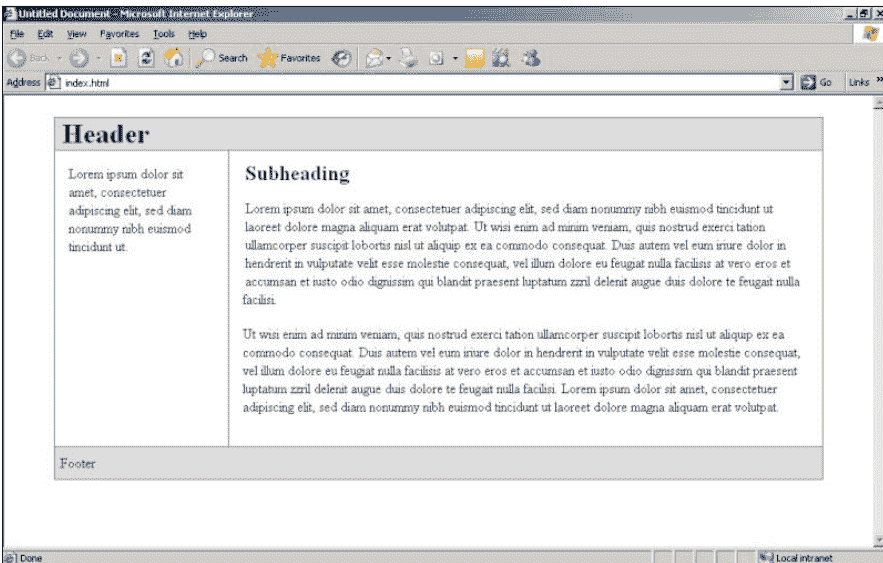 Untitled Document - Microsoft Internet Explorer
File Edit View Favorites Tools Help
Back Search Favorites
Address index.html Go Links »
Header
Lorem ipsum dolor sit
amet, consectetuer
adipiscing elit, sed diam
nonummy nibh euismod
tincidunt ut.
Subheading
Lorem ipsum dolor sit amet, consectetuer adipiscing elit, sed diam nonummy nibh euismod tincidunt ut
laoreet dolore magna aliquam erat volutpat. Ut wisi enim ad minim veniam, quis nostrud exerci tation
ullamcorper suscipit lobortis nisl ut aliquip ex ea commodo consequat. Duis autem vel eum iriure dolor in
hendrerit in vulputate velit esse molestie consequat, vel illum dolore eu feugiat nulla facilisis at vero eros et
accumsan et iusto odio dignissim qui blandit praesent luptatum zzril delenit augue duis dolore te feugait nulla
facilisi.
Ut wisi enim ad minim veniam, quis nostrud exerci tation ullamcorper suscipit lobortis nisl ut aliquip ex ea
commodo consequat. Duis autem vel eum iriure dolor in hendrerit in vulputate velit esse molestie consequat,
vel illum dolore eu feugiat nulla facilisis at vero eros et accumsan et iusto odio dignissim qui blandit praesent
luptatum zzril delenit augue duis dolore te feugait nulla facilisi. Lorem ipsum dolor sit amet, consectetuer
adipiscing elit, sed diam nonummy nibh euismod tincidunt ut laoreet dolore magna aliquam erat volutpat.
Footer
Done Local intranet